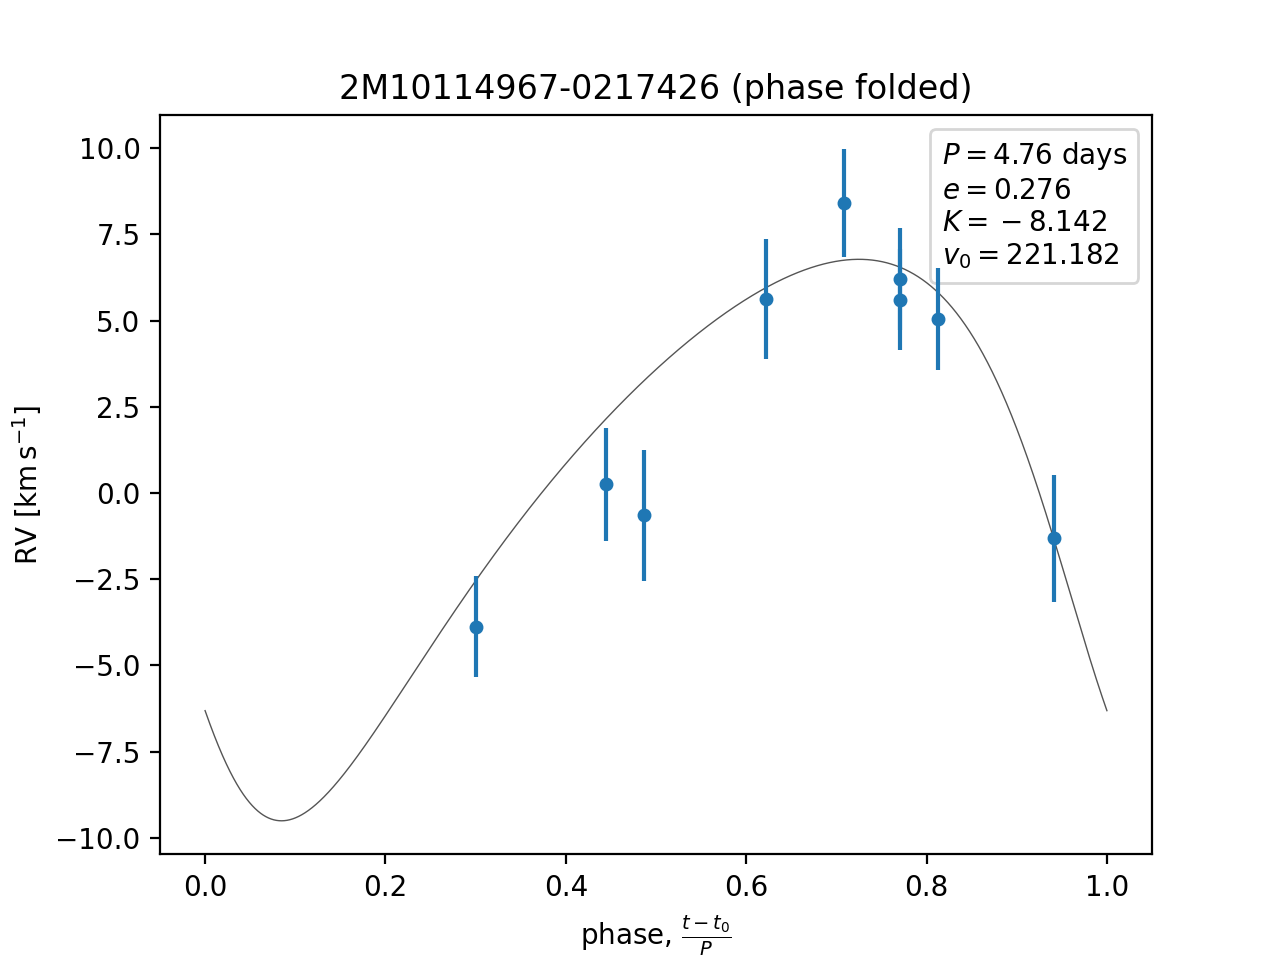 2M10114967-0217426 (phase folded)
P = 4.76 days
e = 0.276
K = −8.142
v₀ = 221.182
RV [km s⁻¹]
10.0
7.5
5.0
2.5
0.0
−2.5
−5.0
−7.5
−10.0
0.0 0.2 0.4 0.6 0.8 1.0
phase, (t − t₀)/P